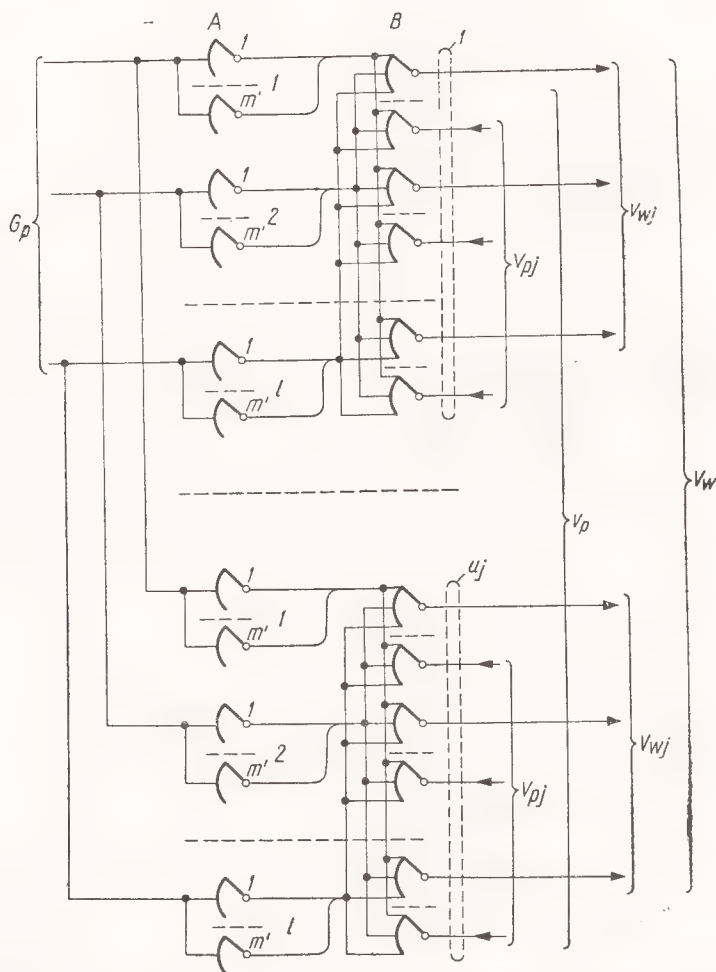 A B
1 1
m' 1
1
m' 2
G_p
V_pj
V_wj
1
m' l
V_p
V_w
u_j
1
m' 1
1
m' 2
V_pj
V_wj
1
m' l